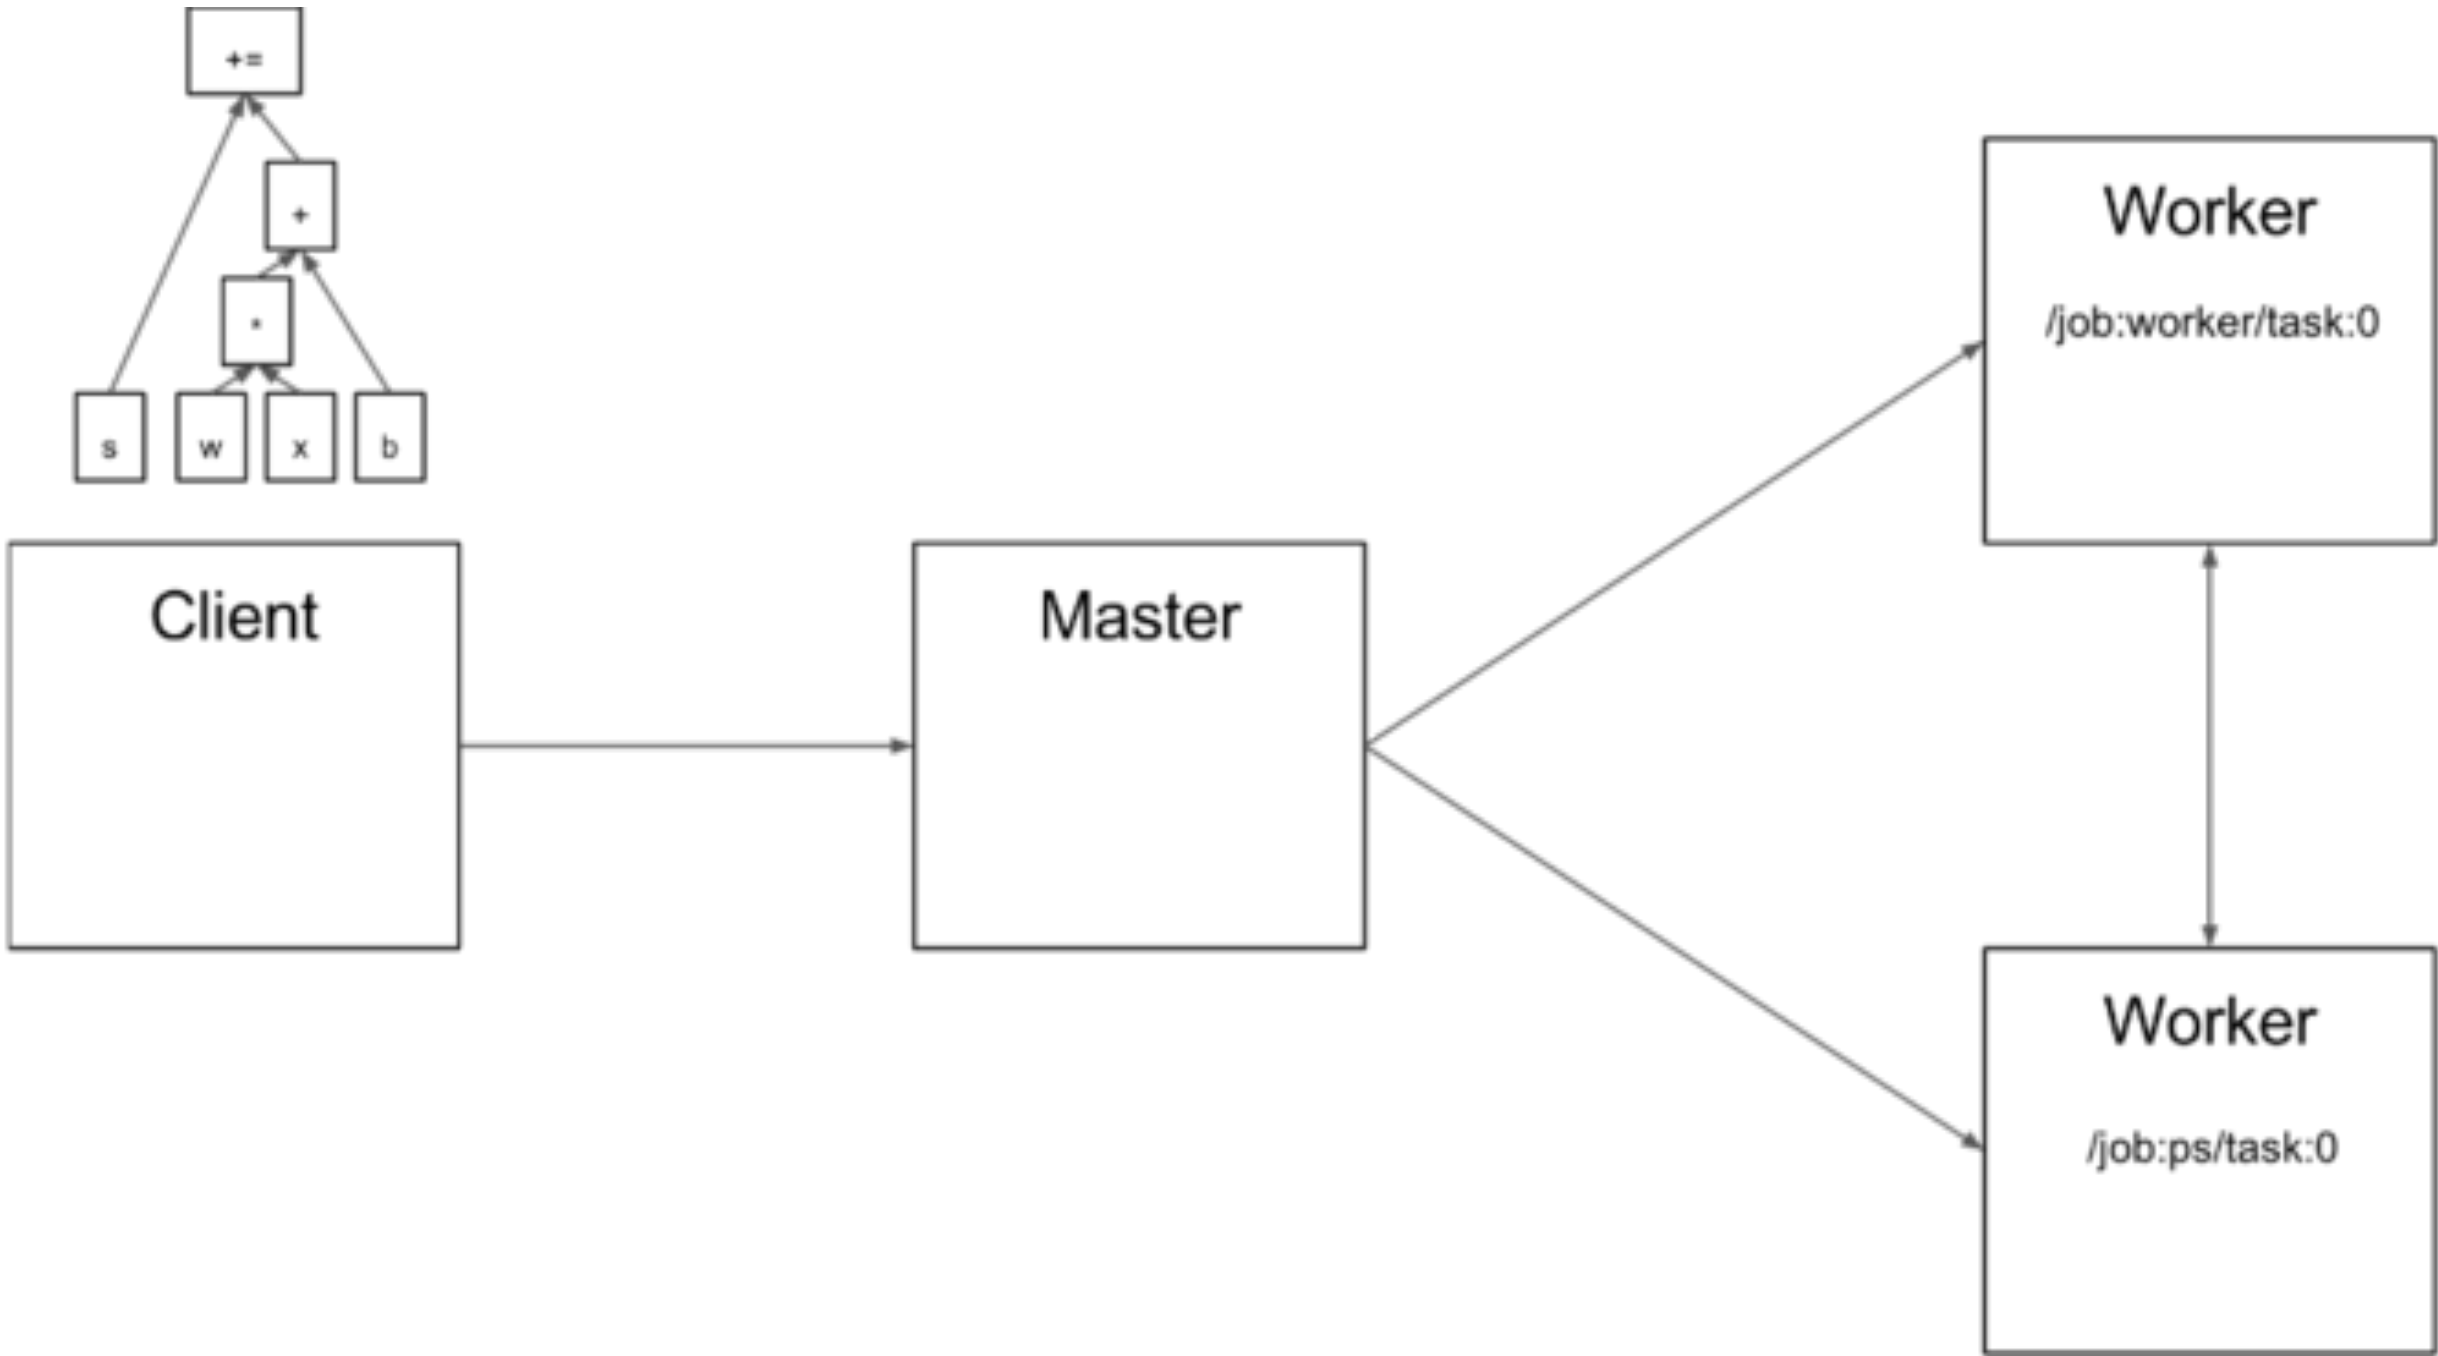 +=
+
*
s w x b
Client
Master
Worker
/job:worker/task:0
Worker
/job:ps/task:0